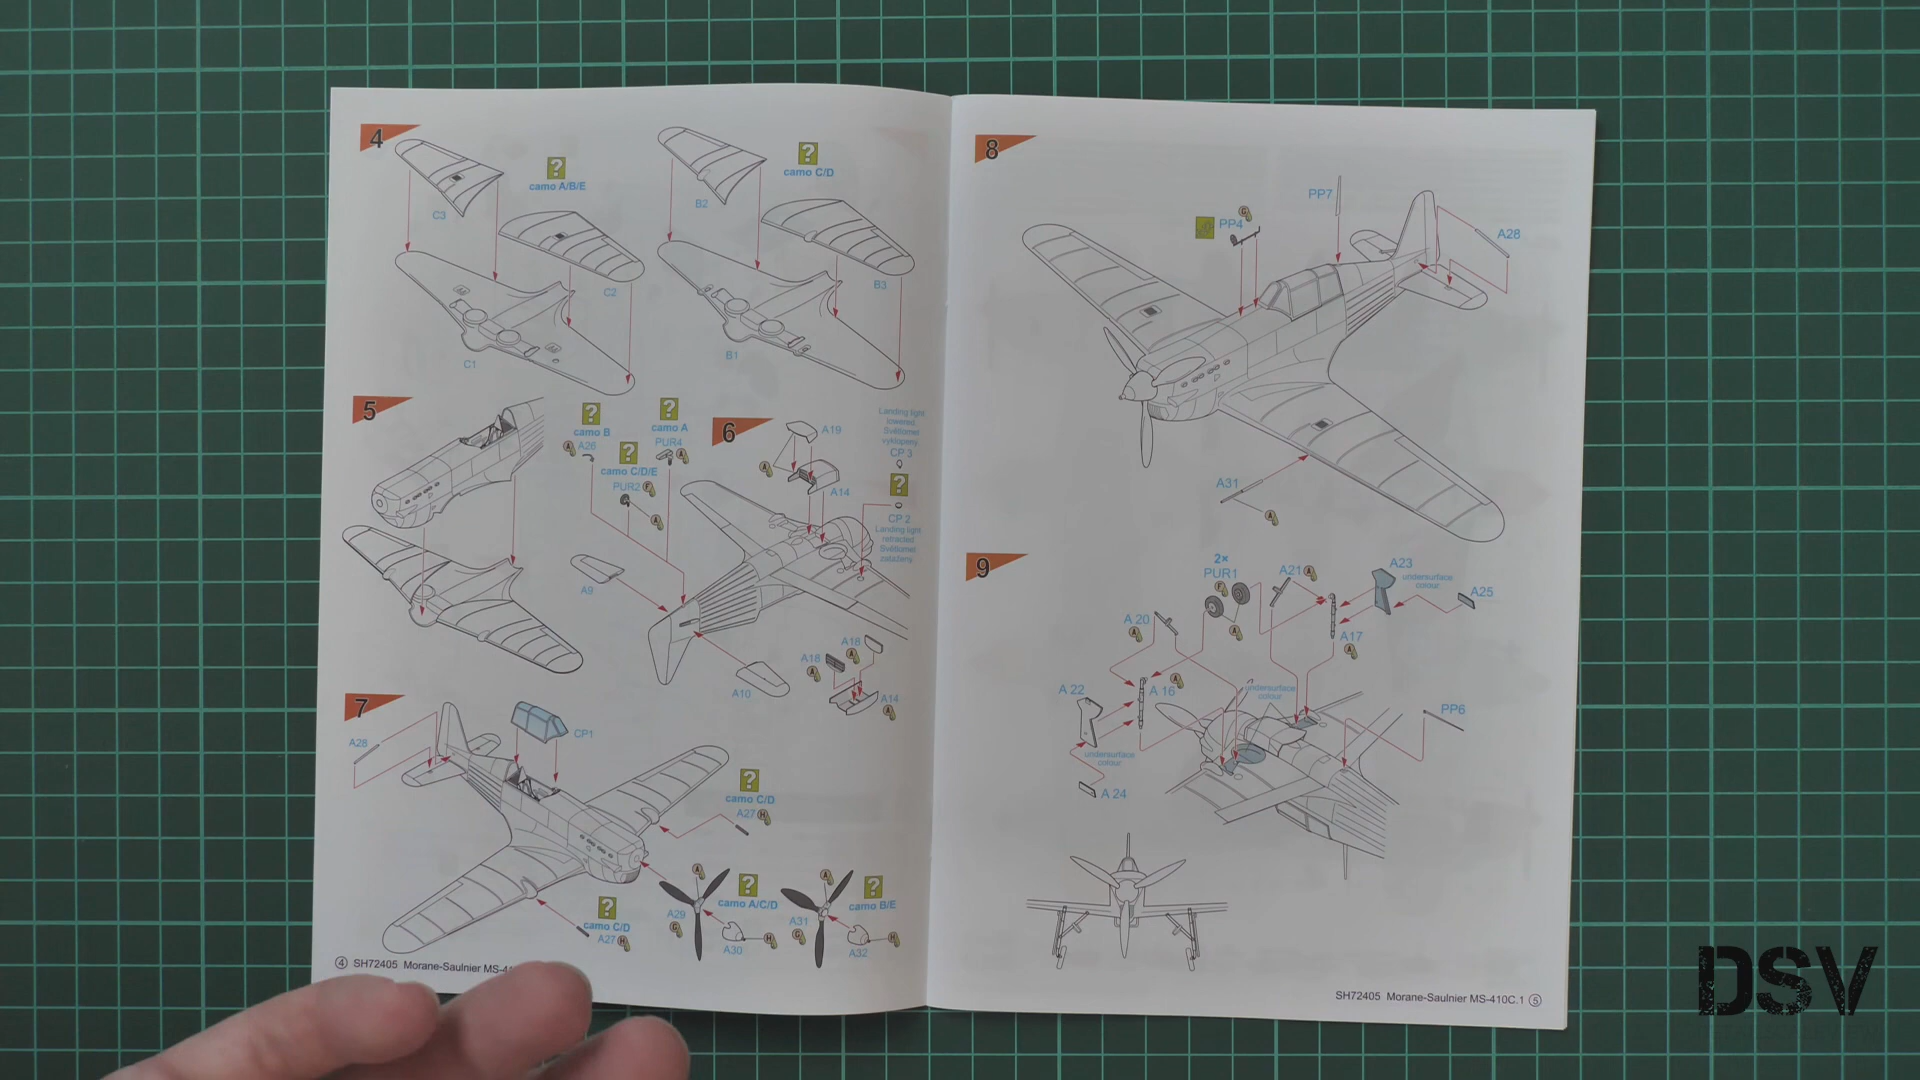 4
C3
?
camo A/B/E
C2
C1
B2
?
camo C/D
B3
B1
5
?
camo B
A A26
?
camo C/D/E
PUR2 F
A
?
camo A
PUR4 A
6
A19
A
A14
Landing light
lowered
Světlomet
vyklopený
CP 3
?
CP 2
Landing light
retracted
Světlomet
A9
A10
A18
A
A18
A
A14
A
7
A28
CP1
?
camo C/D
A27 H
?
camo C/D
A27 H
A
?
camo A/C/D
A29
G
A30
H
A
?
camo B/E
A31
G
A32
H
4 SH72405 Morane-Saulnier MS-4
8
PP7
G
PP4
A28
A31
A
9
2×
PUR1
F
A
A21 A
A23
undersurface
colour
A25
A 20
A
A17
A
A 22
A 16
A
undersurface
colour
undersurface
colour
A 24
PP6
SH72405 Morane-Saulnier MS-410C.1 5
DSV